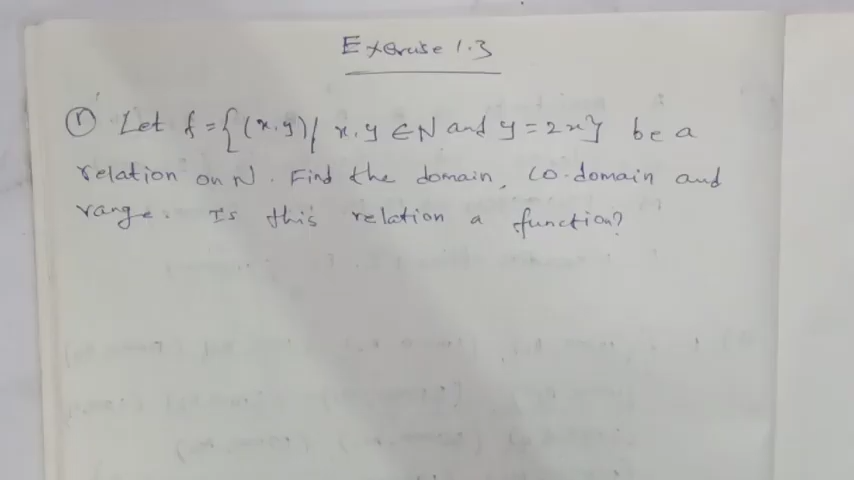 Exercise 1.3
① Let f = {(x,y) / x,y ∈ N and y = 2x} be a
relation on N. Find the domain, co-domain and
range. Is this relation a function?